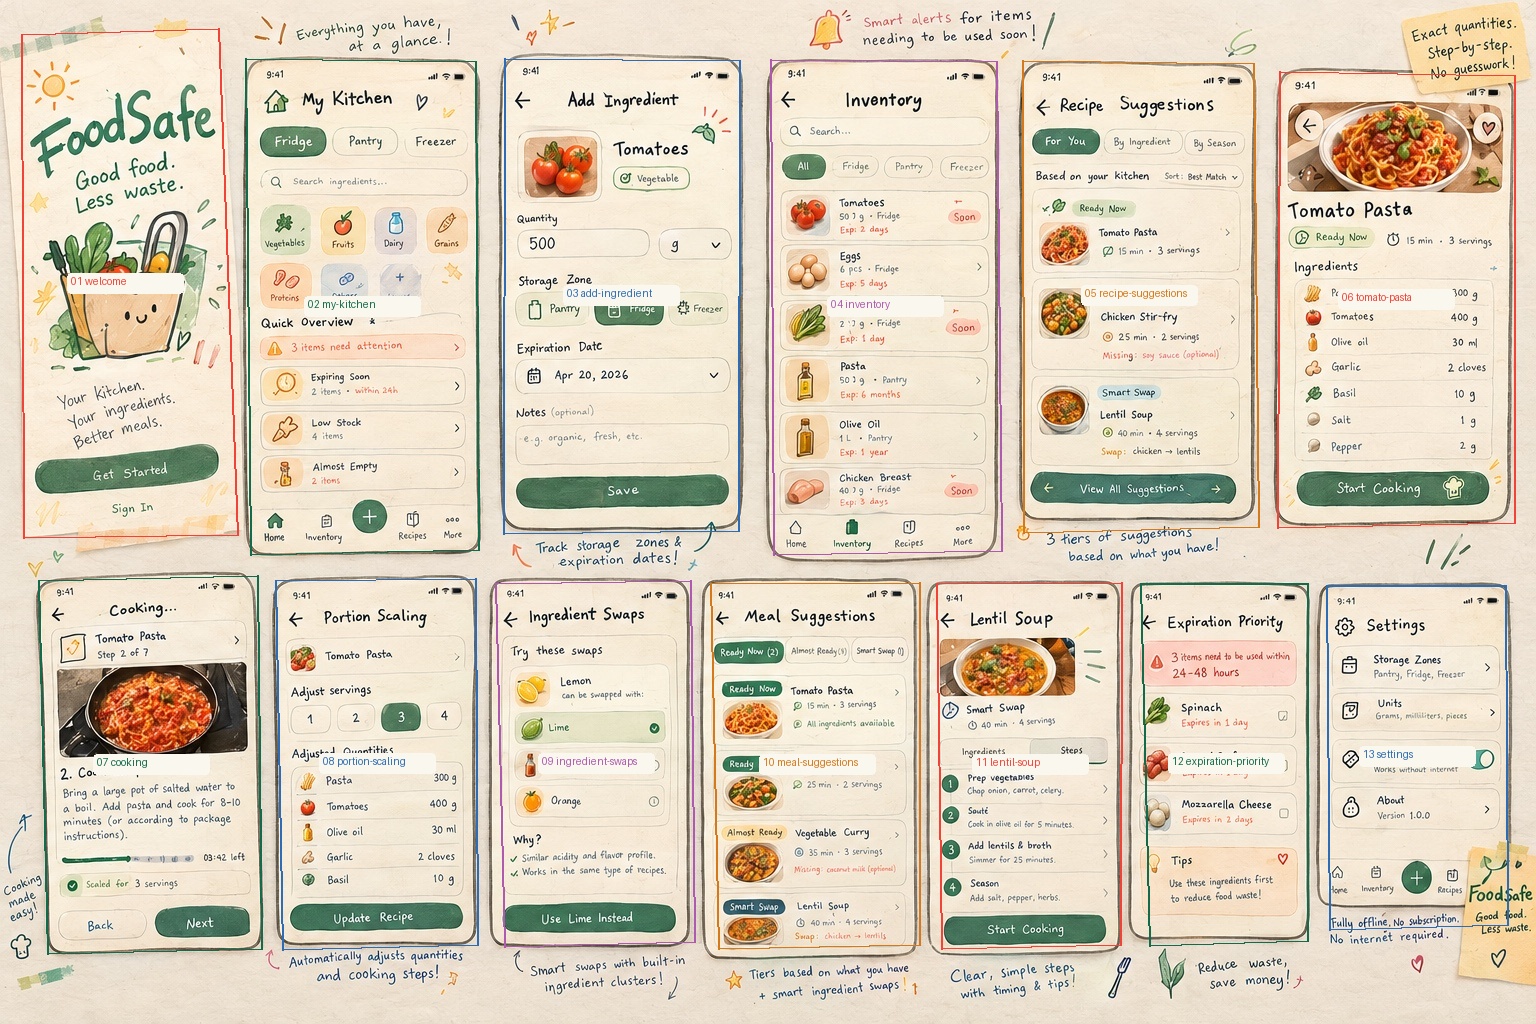 Everything you have,
at a glance.!
Smart alerts for items
needing to be used soon!
Exact quantities.
Step-by-step.
No guesswork!
FoodSafe
Good food.
Less waste.
01 welcome
Your kitchen.
Your ingredients.
Better meals.
Get Started
Sign In
9:41
My Kitchen
Fridge
Pantry
Freezer
Search ingredients...
Vegetables
Fruits
Dairy
Grains
Proteins
02 my-kitchen
Quick Overview
3 items need attention
Expiring Soon
2 items • within 24h
Low Stock
4 items
Almost Empty
2 items
Home
Inventory
Recipes
More
9:41
Add Ingredient
Tomatoes
Vegetable
Quantity
500
g
Storage Zone
03 add-ingredient
Pantry
Fridge
Freezer
Expiration Date
Apr 20, 2026
Notes (optional)
e.g. organic, fresh, etc.
Save
Track storage zones &
expiration dates!
9:41
Inventory
Search...
All
Fridge
Pantry
Freezer
Tomatoes
• Fridge
Exp: 2 days
Soon
Eggs
6 pcs • Fridge
Exp: 5 days
04 inventory
• Fridge
Exp: 1 day
Soon
Pasta
• Pantry
Exp: 6 months
Olive Oil
1 L • Pantry
Exp: 1 year
Chicken Breast
• Fridge
Exp: 3 days
Soon
Home
Inventory
Recipes
More
9:41
Recipe Suggestions
For You
By Ingredient
By Season
Based on your kitchen
Sort: Best Match
Ready Now
Tomato Pasta
15 min • 3 servings
05 recipe-suggestions
Chicken Stir-fry
25 min • 2 servings
Missing: soy sauce (optional)
Smart Swap
Lentil Soup
40 min • 4 servings
Swap: chicken → lentils
View All Suggestions
3 tiers of suggestions
based on what you have!
9:41
Tomato Pasta
Ready Now
15 min • 3 servings
Ingredients
06 tomato-pasta
300 g
Tomatoes
400 g
Olive oil
30 ml
Garlic
2 cloves
Basil
10 g
Salt
1 g
Pepper
2 g
Start Cooking
9:41
Cooking...
Tomato Pasta
Step 2 of 7
07 cooking
2.
Bring a large pot of salted water to
a boil. Add pasta and cook for 8-10
minutes (or according to package
instructions).
03:42 left
Scaled for 3 servings
Back
Next
Cooking
made
easy!
9:41
Portion Scaling
Tomato Pasta
Adjust servings
1
2
3
4
Adjusted Quantities
08 portion-scaling
Pasta
300 g
Tomatoes
400 g
Olive oil
30 ml
Garlic
2 cloves
Basil
10 g
Update Recipe
Automatically adjusts quantities
and cooking steps!
9:41
Ingredient Swaps
Try these swaps
Lemon
can be swapped with:
Lime
09 ingredient-swaps
Orange
Why?
Similar acidity and flavor profile.
Works in the same type of recipes.
Use Lime Instead
Smart swaps with built-in
ingredient clusters!
9:41
Meal Suggestions
Ready Now (2)
Almost Ready
Smart Swap
Ready Now
Tomato Pasta
15 min • 3 servings
All ingredients available
Ready
10 meal-suggestions
25 min • 2 servings
Almost Ready
Vegetable Curry
35 min • 3 servings
Missing: coconut milk (optional)
Smart Swap
Lentil Soup
40 min • 4 servings
Swap: chicken → lentils
Tiers based on what you have
+ smart ingredient swaps!
9:41
Lentil Soup
Smart Swap
40 min • 4 servings
Ingredients
Steps
11 lentil-soup
1
Prep vegetables
Chop onion, carrot, celery.
2
Sauté
Cook in olive oil for 5 minutes.
3
Add lentils & broth
Simmer for 25 minutes.
4
Season
Add salt, pepper, herbs.
Start Cooking
Clear, simple steps
with timing & tips!
9:41
Expiration Priority
3 items need to be used within
24-48 hours
Spinach
Expires in 1 day
12 expiration-priority
Mozzarella Cheese
Expires in 2 days
Tips
Use these ingredients first
to reduce food waste!
Reduce waste,
save money!
9:41
Settings
Storage Zones
Pantry, Fridge, Freezer
Units
Grams, milliliters, pieces
13 settings
Works without internet
About
Version 1.0.0
Home
Inventory
Recipes
Fully offline. No subscription.
No internet required.
FoodSafe
Good food.
Less waste.